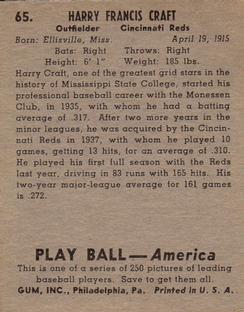 65. HARRY FRANCIS CRAFT
Outfielder Cincinnati Reds
Born: Ellisville, Miss. April 19, 1915
Bats: Right Throws: Right
Height: 6' 1" Weight: 185 lbs.
Harry Craft, one of the greatest grid stars in the
history of Mississippi State College, started his
professional baseball career with the Monessen
Club, in 1935, with whom he had a batting
average of .317. After two more years in the
minor leagues, he was acquired by the Cincin-
nati Reds in 1937, with whom he played 10
games, getting 13 hits, for an average of .310.
He played his first full season with the Reds
last year, driving in 83 runs with 165 hits. His
two-year major-league average for 161 games
is .272.
PLAY BALL—America
This is one of a series of 250 pictures of leading
baseball players. Save to get them all.
GUM, INC., Philadelphia, Pa. Printed in U. S. A.